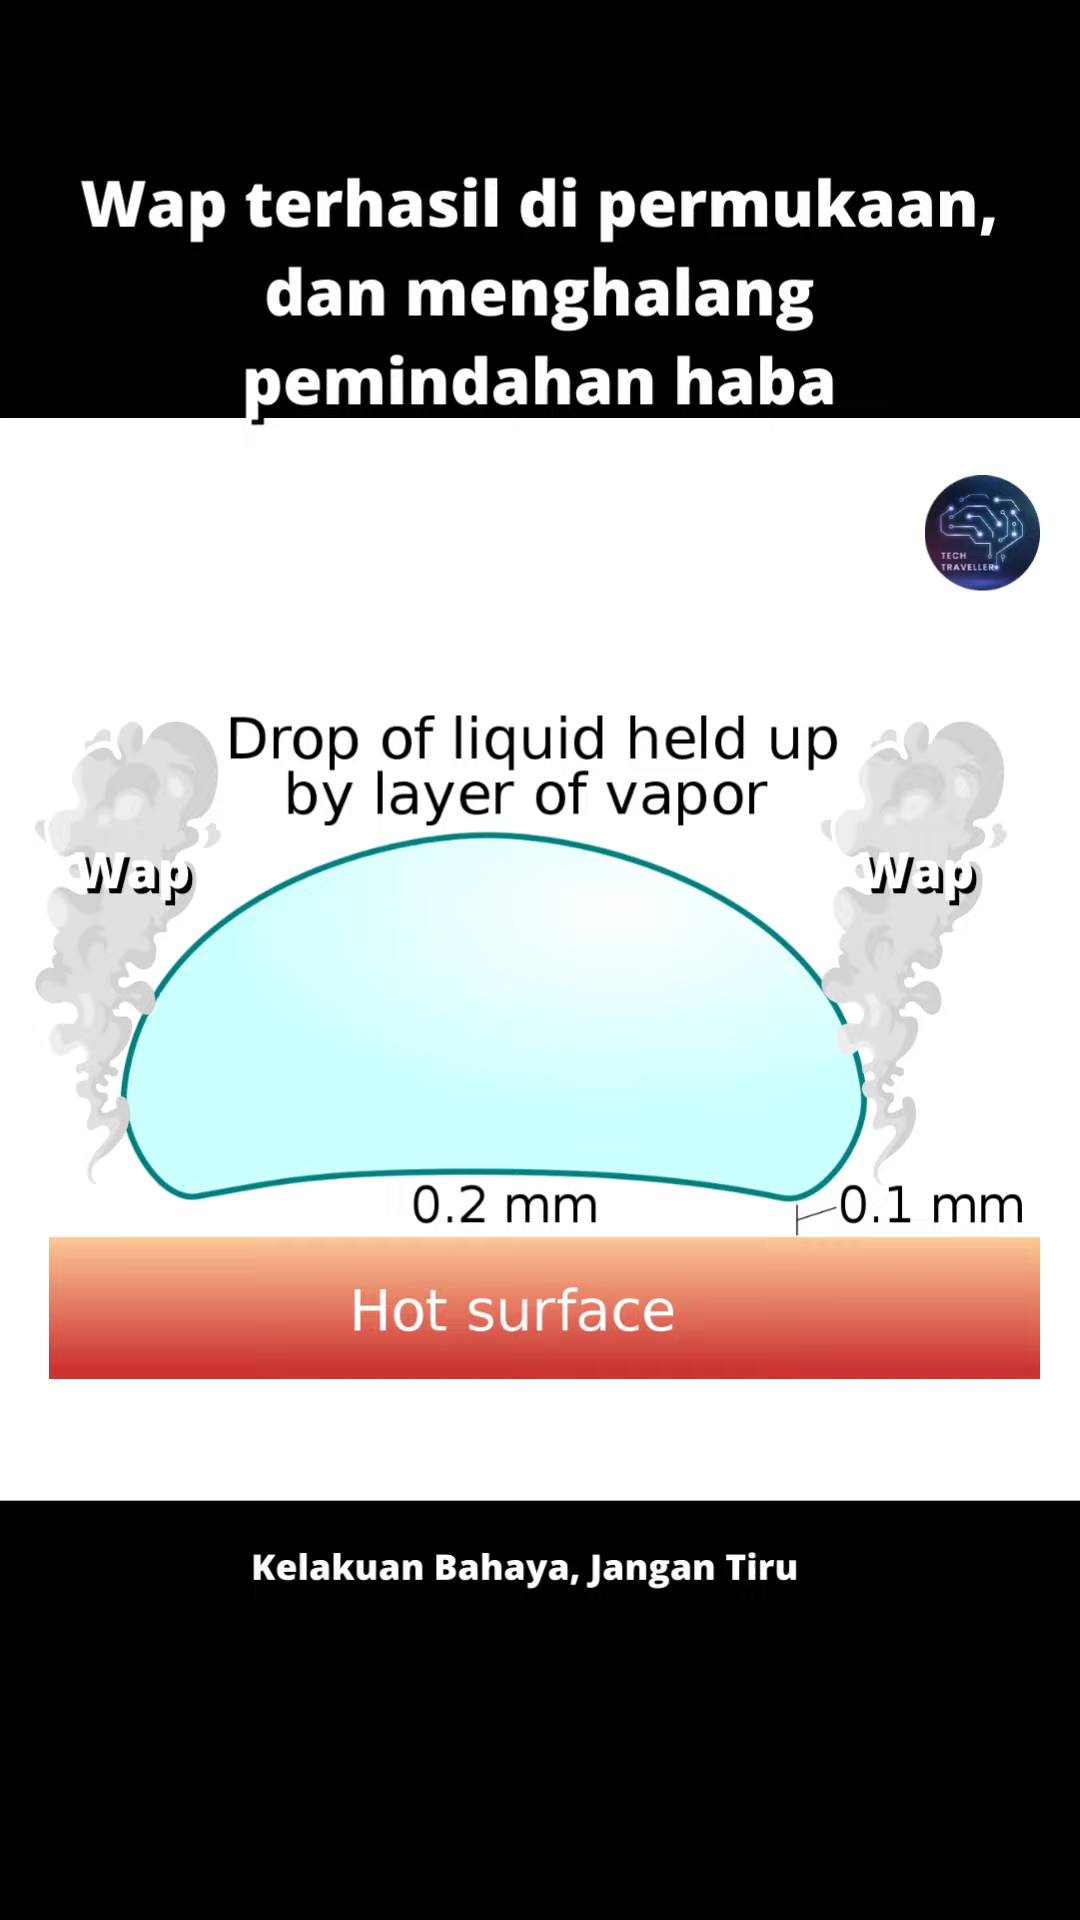 Wap terhasil di permukaan,
dan menghalang
pemindahan haba
TECH
TRAVELLER
Drop of liquid held up
by layer of vapor
Wap
Wap
0.2 mm
0.1 mm
Hot surface
Kelakuan Bahaya, Jangan Tiru